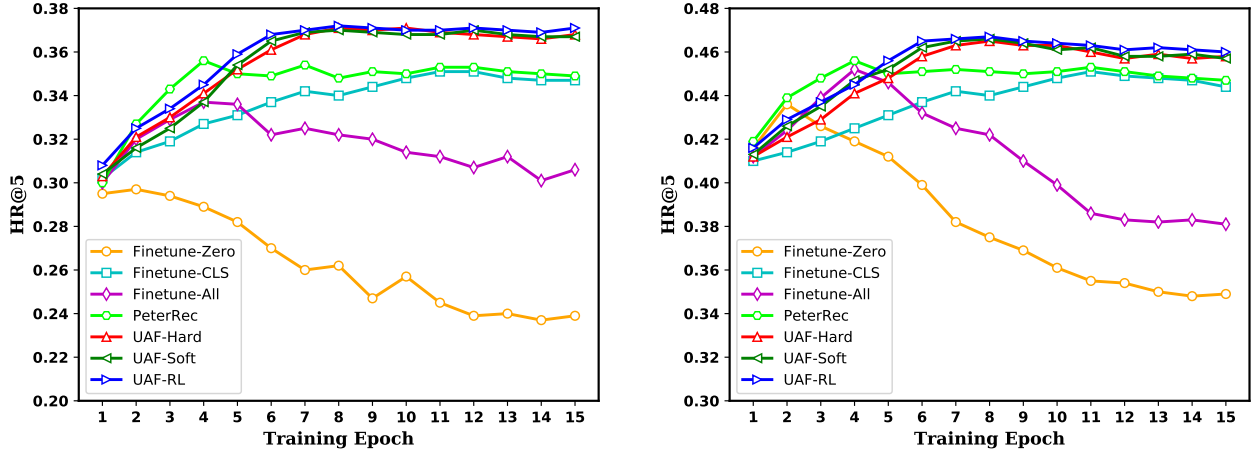 HR@5
0.38
0.36
0.34
0.32
0.30
0.28
0.26
0.24
0.22
0.20
Finetune-Zero
Finetune-CLS
Finetune-All
PeterRec
UAF-Hard
UAF-Soft
UAF-RL
1 2 3 4 5 6 7 8 9 10 11 12 13 14 15
Training Epoch
HR@5
0.48
0.46
0.44
0.42
0.40
0.38
0.36
0.34
0.32
0.30
Finetune-Zero
Finetune-CLS
Finetune-All
PeterRec
UAF-Hard
UAF-Soft
UAF-RL
1 2 3 4 5 6 7 8 9 10 11 12 13 14 15
Training Epoch